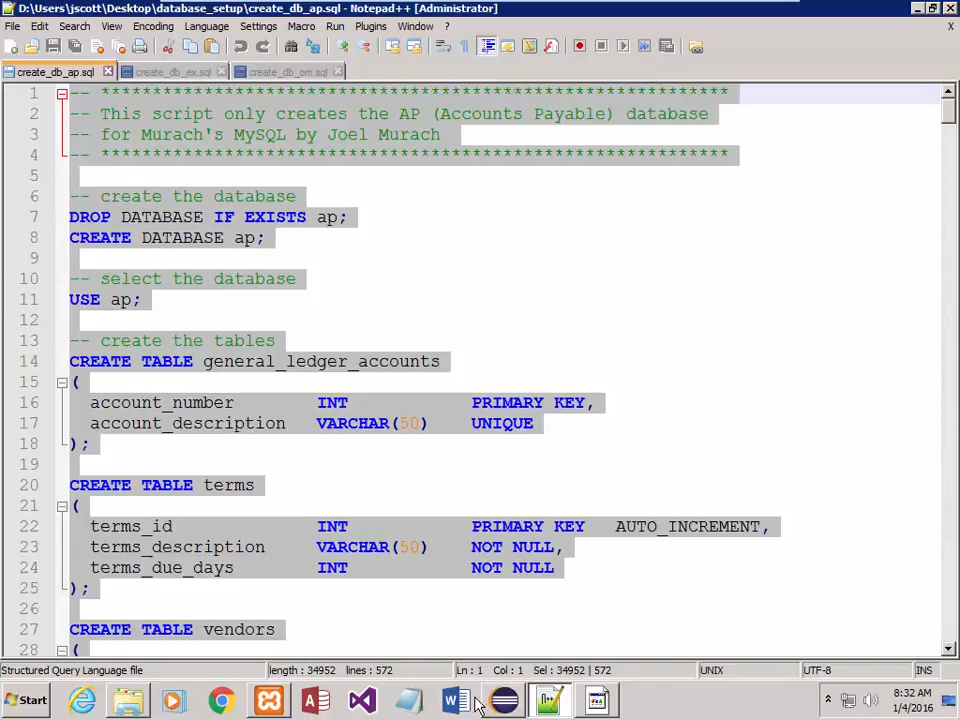 D:\Users\jscott\Desktop\database_setup\create_db_ap.sql - Notepad++ [Administrator]
File Edit Search View Encoding Language Settings Macro Run Plugins Window ? X
create_db_ap.sql create_db_ex.sql create_db_om.sql
1 -- *************************************************************
2 -- This script only creates the AP (Accounts Payable) database
3 -- for Murach's MySQL by Joel Murach
4 -- *************************************************************
5
6 -- create the database
7 DROP DATABASE IF EXISTS ap;
8 CREATE DATABASE ap;
9
10 -- select the database
11 USE ap;
12
13 -- create the tables
14 CREATE TABLE general_ledger_accounts
15 (
16 account_number INT PRIMARY KEY,
17 account_description VARCHAR(50) UNIQUE
18 );
19
20 CREATE TABLE terms
21 (
22 terms_id INT PRIMARY KEY AUTO_INCREMENT,
23 terms_description VARCHAR(50) NOT NULL,
24 terms_due_days INT NOT NULL
25 );
26
27 CREATE TABLE vendors
28 (
Structured Query Language file length : 34952 lines : 572 Ln : 1 Col : 1 Sel : 34952 | 572 UNIX UTF-8 INS
Start 8:32 AM
1/4/2016